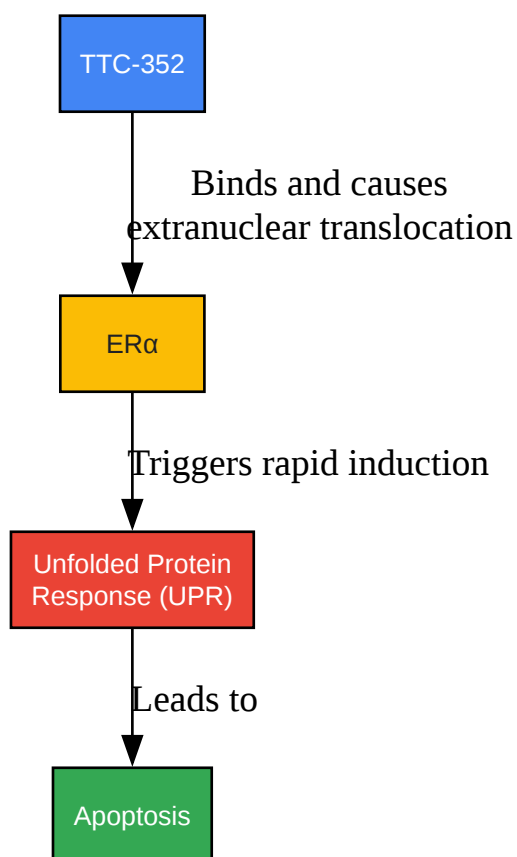 TTC-352
Binds and causes
extranuclear translocation
ERα
Triggers rapid induction
Unfolded Protein
Response (UPR)
Leads to
Apoptosis